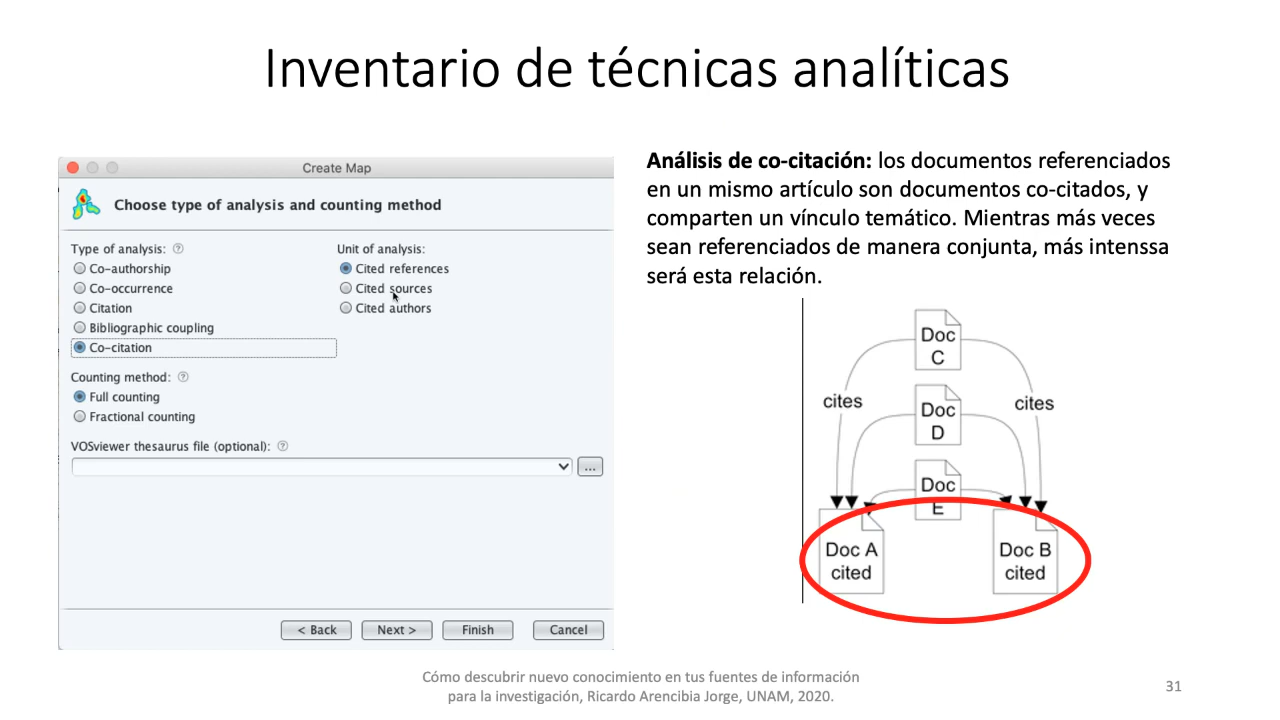 Inventario de técnicas analíticas
Create Map
Choose type of analysis and counting method
Type of analysis: ?
Co-authorship
Co-occurrence
Citation
Bibliographic coupling
Co-citation
Unit of analysis:
Cited references
Cited sources
Cited authors
Counting method: ?
Full counting
Fractional counting
VOSviewer thesaurus file (optional): ?
...
< Back
Next >
Finish
Cancel
Análisis de co-citación: los documentos referenciados
en un mismo artículo son documentos co-citados, y
comparten un vínculo temático. Mientras más veces
sean referenciados de manera conjunta, más intenssa
será esta relación.
Doc
C
cites
cites
Doc
D
Doc
E
Doc A
cited
Doc B
cited
Cómo descubrir nuevo conocimiento en tus fuentes de información
para la investigación, Ricardo Arencibia Jorge, UNAM, 2020.
31